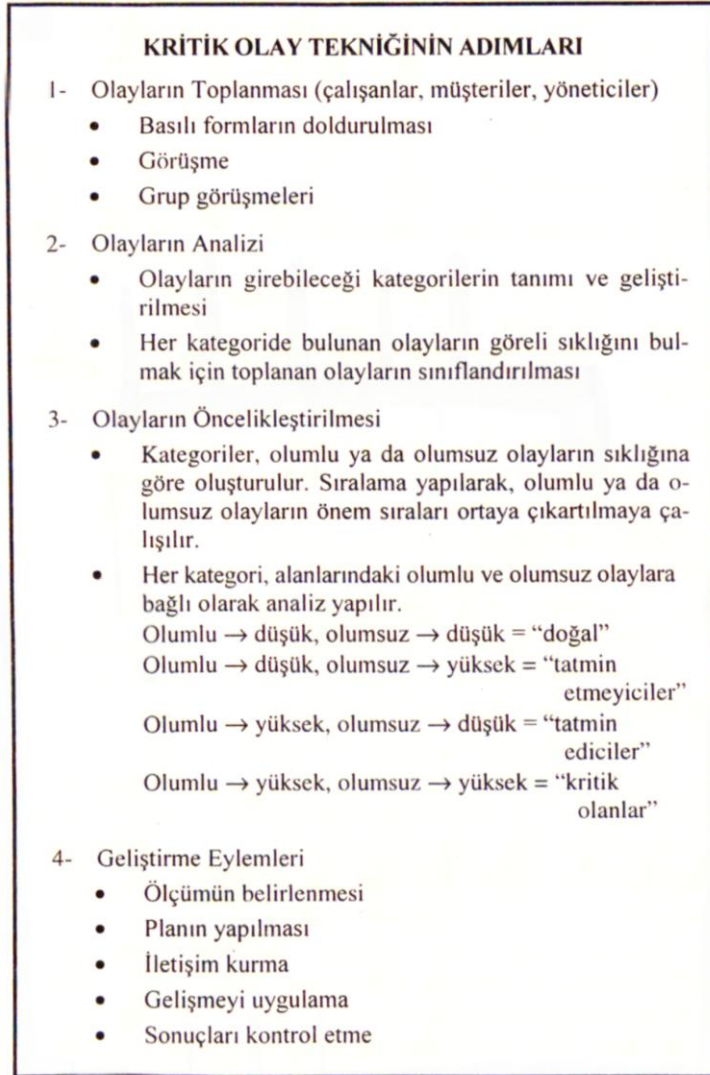 KRİTİK OLAY TEKNİĞİNİN ADIMLARI
1- Olayların Toplanması (çalışanlar, müşteriler, yöneticiler)
• Basılı formların doldurulması
• Görüşme
• Grup görüşmeleri
2- Olayların Analizi
• Olayların girebileceği kategorilerin tanımı ve gelişti-
rilmesi
• Her kategoride bulunan olayların göreli sıklığını bul-
mak için toplanan olayların sınıflandırılması
3- Olayların Öncelikleştirilmesi
• Kategoriler, olumlu ya da olumsuz olayların sıklığına
göre oluşturulur. Sıralama yapılarak, olumlu ya da o-
lumsuz olayların önem sıraları ortaya çıkartılmaya ça-
lışılır.
• Her kategori, alanlarındaki olumlu ve olumsuz olaylara
bağlı olarak analiz yapılır.
Olumlu → düşük, olumsuz → düşük = “doğal”
Olumlu → düşük, olumsuz → yüksek = “tatmin
etmeyiciler”
Olumlu → yüksek, olumsuz → düşük = “tatmin
ediciler”
Olumlu → yüksek, olumsuz → yüksek = “kritik
olanlar”
4- Geliştirme Eylemleri
• Ölçümün belirlenmesi
• Planın yapılması
• İletişim kurma
• Gelişmeyi uygulama
• Sonuçları kontrol etme